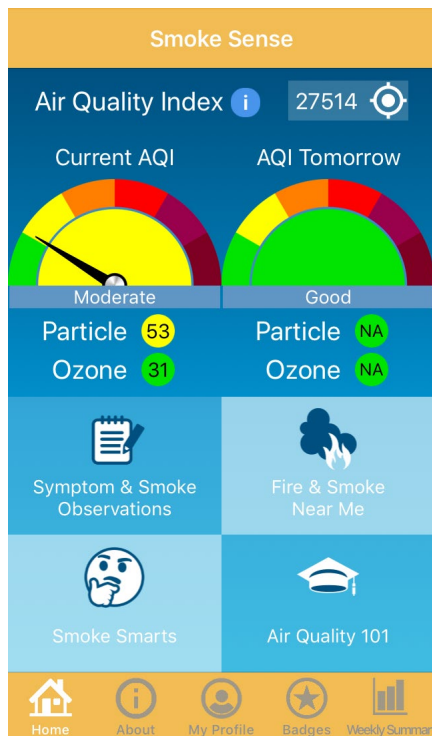 Smoke Sense
Air Quality Index i 27514
Current AQI AQI Tomorrow
Moderate Good
Particle 53 Particle NA
Ozone 31 Ozone NA
Symptom & Smoke
Observations
Fire & Smoke
Near Me
Smoke Smarts Air Quality 101
Home About My Profile Badges Weekly Summar